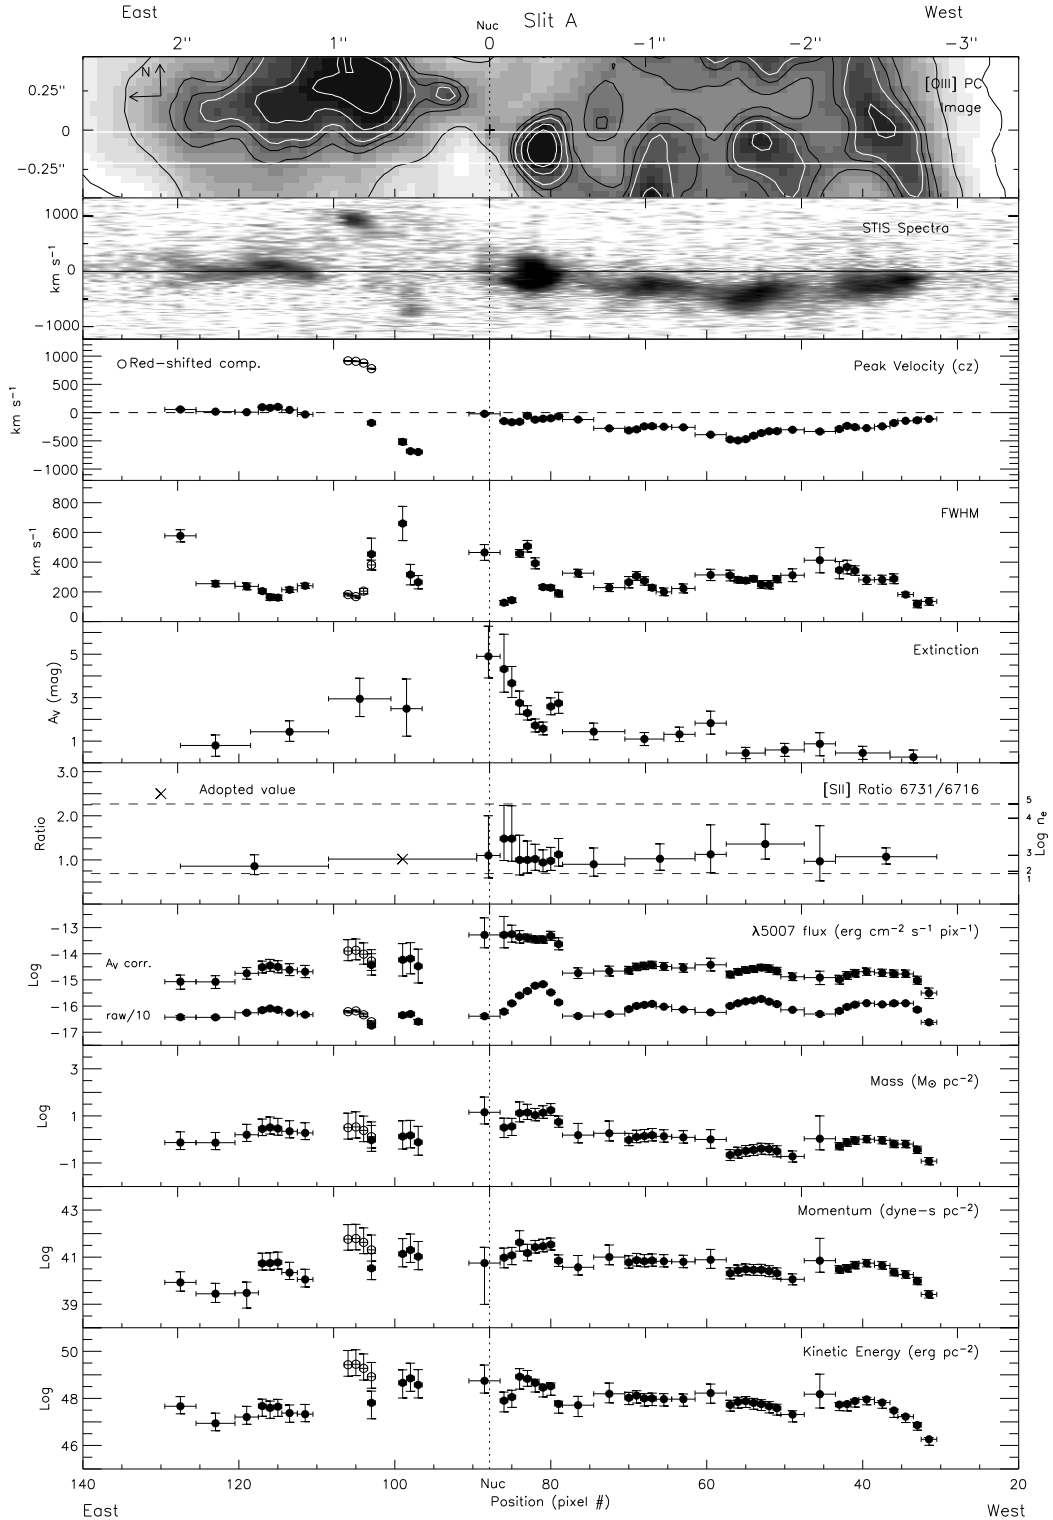 East Nuc Slit A West
2'' 1'' 0 −1'' −2'' −3''
N
0.25''
0
−0.25''
[OIII] PC
Image
1000
0
−1000
km s−1
STIS Spectra
1000
500
0
−500
−1000
km s−1
Red−shifted comp.
Peak Velocity (cz)
800
600
400
200
0
km s−1
FWHM
5
3
1
AV (mag)
Extinction
3.0
2.0
1.0
Ratio
Adopted value
[SII] Ratio 6731/6716
5
4
3
2
1
Log ne
−13
−14
−15
−16
−17
Log
AV corr.
raw/10
λ5007 flux (erg cm−2 s−1 pix−1)
3
1
−1
Log
Mass (M⊙ pc−2)
43
41
39
Log
Momentum (dyne−s pc−2)
50
48
46
Log
Kinetic Energy (erg pc−2)
140 120 100 Nuc 80 60 40 20
Position (pixel #)
East West